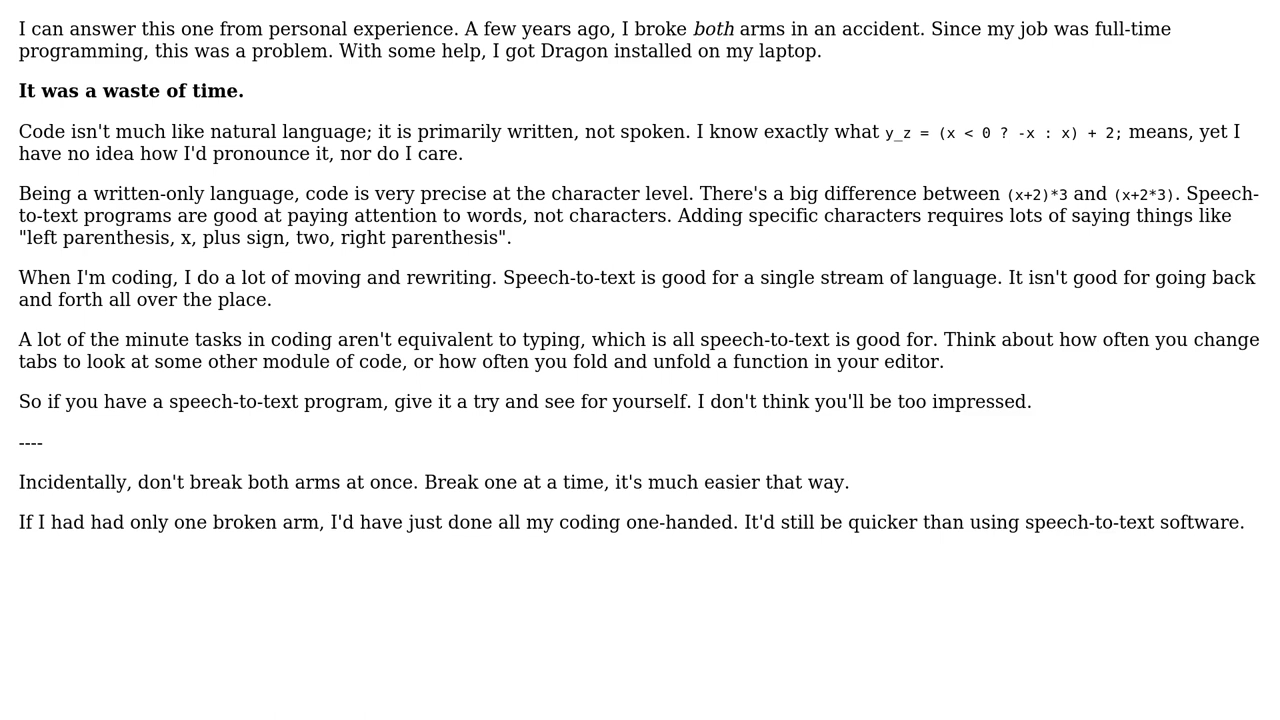 I can answer this one from personal experience. A few years ago, I broke both arms in an accident. Since my job was full-time
programming, this was a problem. With some help, I got Dragon installed on my laptop.
It was a waste of time.
Code isn't much like natural language; it is primarily written, not spoken. I know exactly what y_z = (x < 0 ? -x : x) + 2; means, yet I
have no idea how I'd pronounce it, nor do I care.
Being a written-only language, code is very precise at the character level. There's a big difference between (x+2)*3 and (x+2*3). Speech-
to-text programs are good at paying attention to words, not characters. Adding specific characters requires lots of saying things like
"left parenthesis, x, plus sign, two, right parenthesis".
When I'm coding, I do a lot of moving and rewriting. Speech-to-text is good for a single stream of language. It isn't good for going back
and forth all over the place.
A lot of the minute tasks in coding aren't equivalent to typing, which is all speech-to-text is good for. Think about how often you change
tabs to look at some other module of code, or how often you fold and unfold a function in your editor.
So if you have a speech-to-text program, give it a try and see for yourself. I don't think you'll be too impressed.
----
Incidentally, don't break both arms at once. Break one at a time, it's much easier that way.
If I had had only one broken arm, I'd have just done all my coding one-handed. It'd still be quicker than using speech-to-text software.